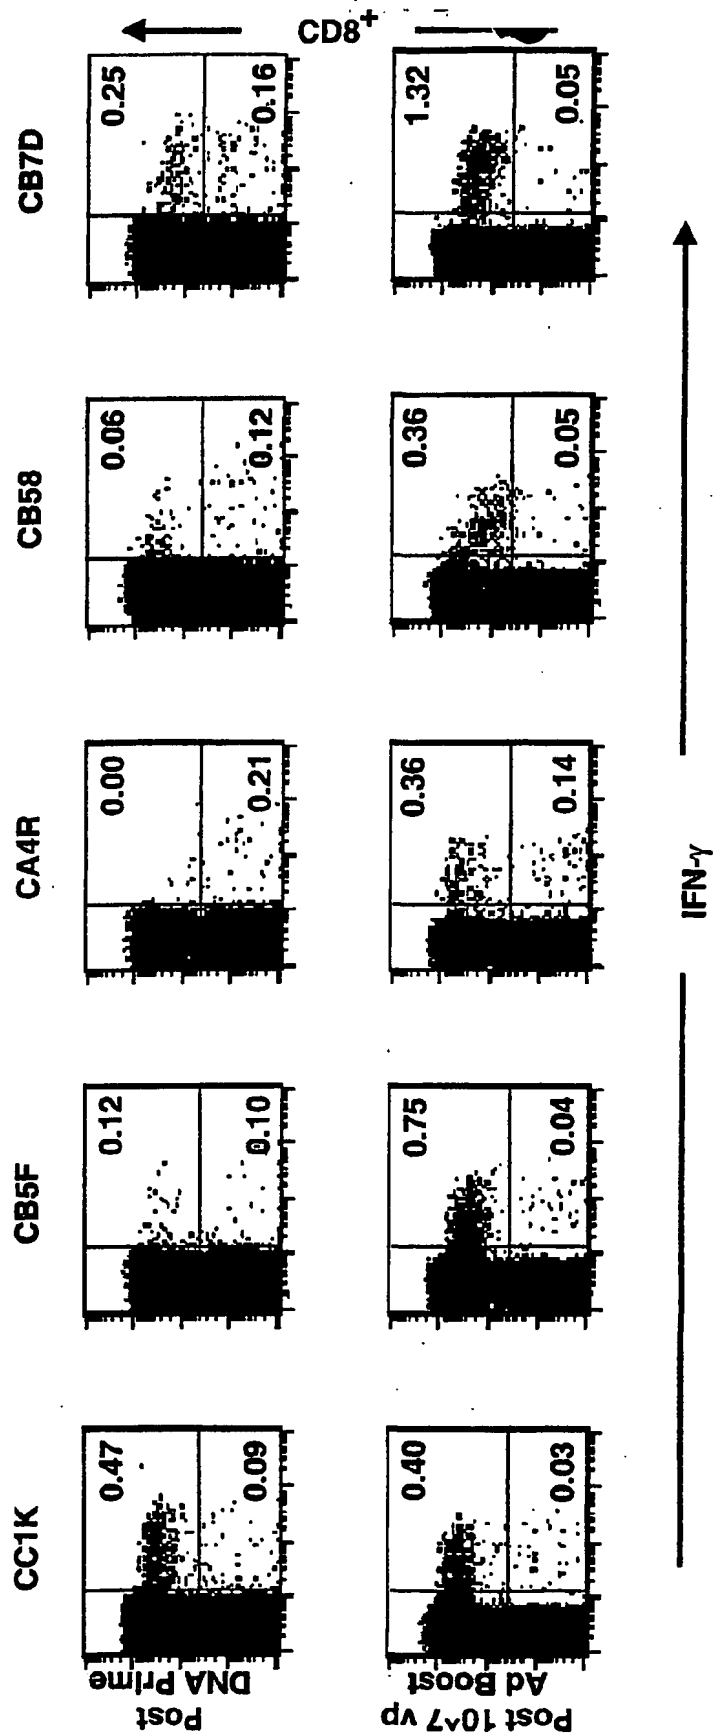 CC1K
CB5F
CA4R
CB58
CB7D
Post
DNA Prime
0.47
0.09
0.12
0.10
0.00
0.21
0.06
0.12
0.25
0.16
CD8+
Post 10^7 vp
Ad Boost
0.40
0.03
0.75
0.04
0.36
0.14
0.36
0.05
1.32
0.05
IFN-γ